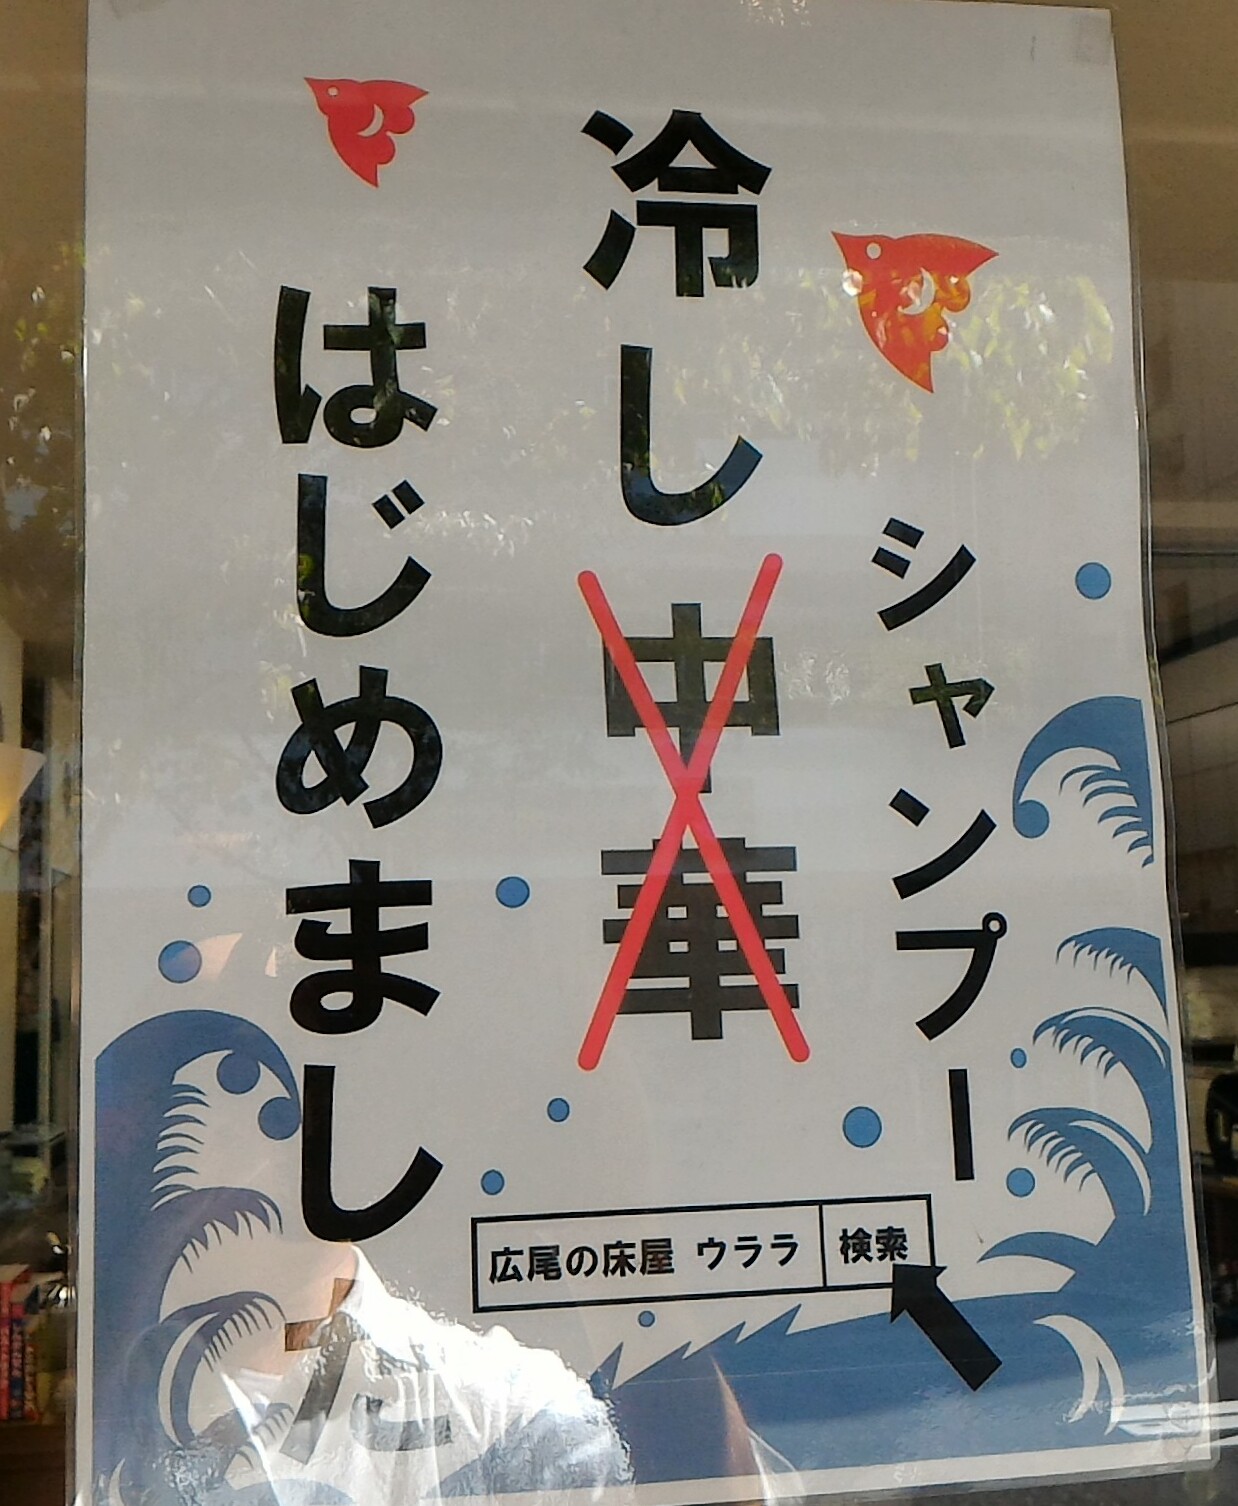 シャンプー
冷し中華
はじめました
広尾の床屋 ウララ 検索